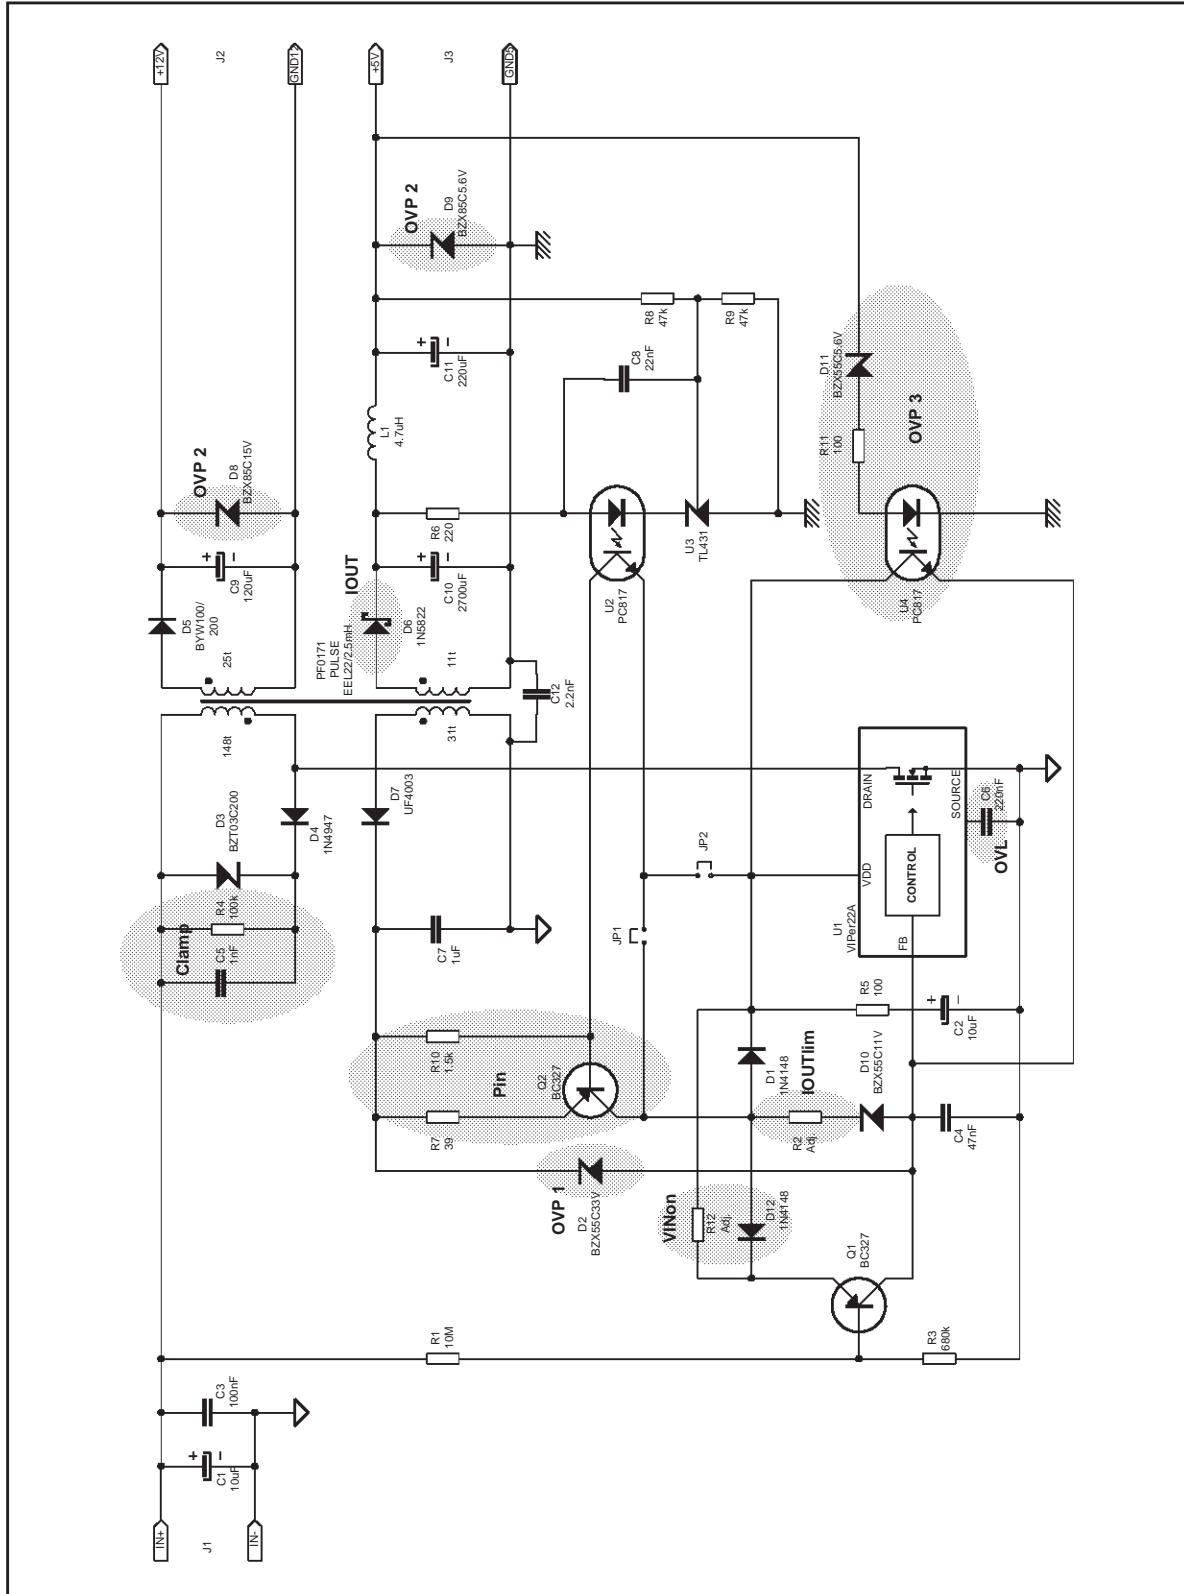 +12V
J2
GND12
+5V
J3
GND5
OVP 2
D9
BZX85C5.6V
R8
47k
R9
47k
C8
22nF
C11
220uF
L1
4.7uH
D11
BZX55C5.6V
R11
100
OVP 3
OVP 2
D8
BZX85C15V
R6
220
U3
TL431
C9
120uF
IOUT
C10
2700uF
U2
PC817
U4
PC817
D5
BYW100/
200
D6
1N5822
25t
PF0171
PULSE
EEL22/2.5mH
11t
C12
2.2nF
148t
31t
D3
BZT03C200
D4
1N4947
D7
UF4003
JP2
DRAIN
SOURCE
C6
220nF
OVL
VDD
CONTROL
U1
VIPer22A
FB
Clamp
R4
100k
C5
1nF
C7
1uF
JP1
R5
100
C2
10uF
R10
1.5k
Pin
Q2
BC327
R7
39
D1
1N4148
IOUTlim
D10
BZX55C11V
R2
Adj.
C4
47nF
OVP 1
D2
BZX55C33V
VINon
R12
Adj.
D12
1N4148
Q1
BC327
R1
10M
R3
680k
C3
100nF
C1
10uF
IN+
J1
IN-